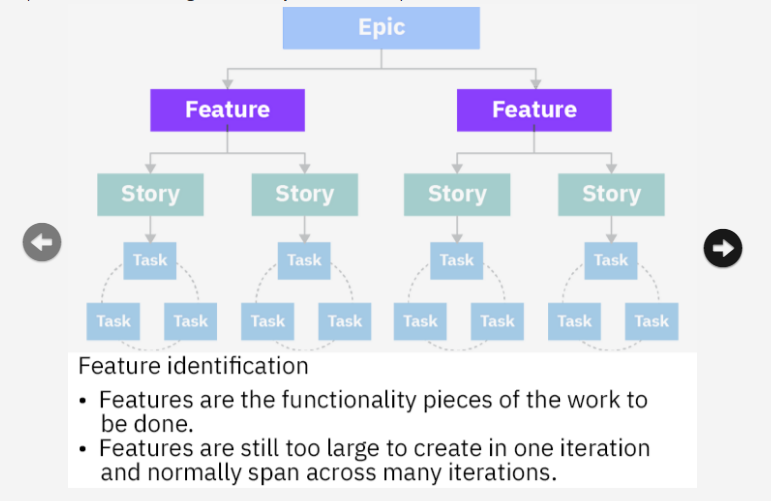 Epic
Feature Feature
Story Story Story Story
Task Task Task Task
Task Task Task Task Task Task Task Task
Feature identification
• Features are the functionality pieces of the work to
be done.
• Features are still too large to create in one iteration
and normally span across many iterations.